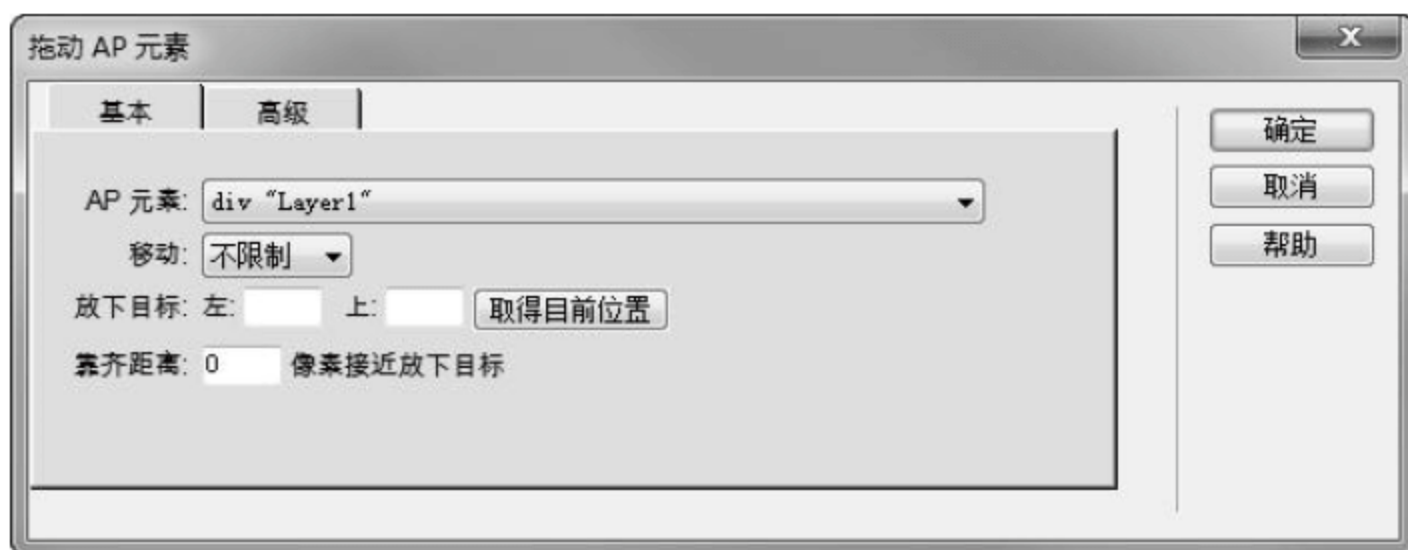 拖动 AP 元素
基本 高级
AP 元素: div "Layer1"
移动: 不限制
放下目标: 左: 上: 取得目前位置
靠齐距离: 0 像素接近放下目标
确定
取消
帮助